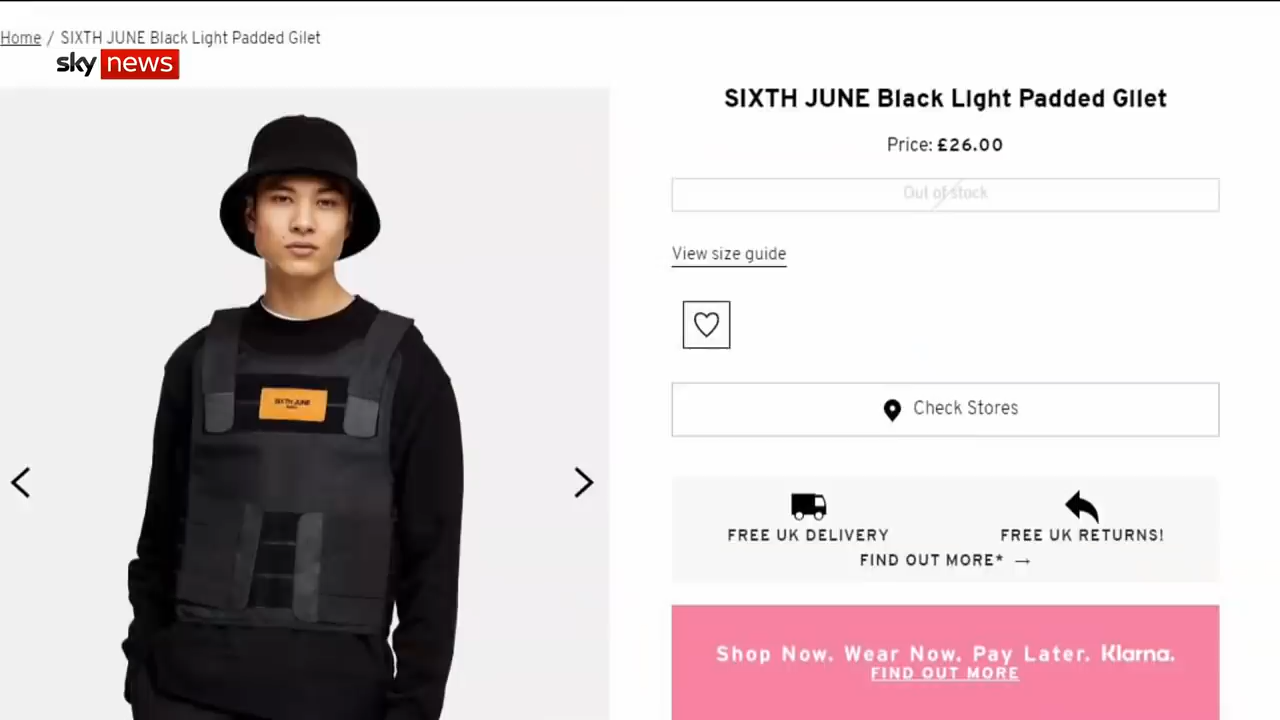 Home / SIXTH JUNE Black Light Padded Gilet
sky news
SIXTH JUNE Black Light Padded Gilet
Price: £26.00
Out of stock
View size guide
SIXTH JUNE
Check Stores
FREE UK DELIVERY
FREE UK RETURNS!
FIND OUT MORE* →
Shop Now. Wear Now. Pay Later. Klarna.
FIND OUT MORE